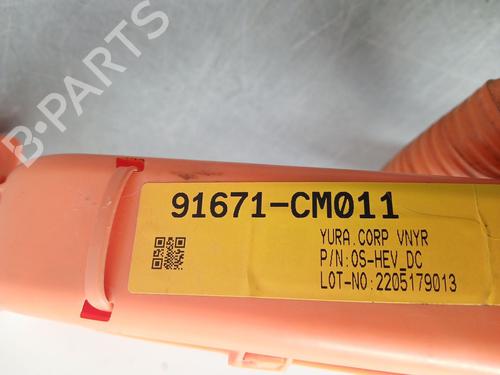 B-PARTS
91671-CM011
YURA.CORP VNYR
P/N:OS-HEV_DC
LOT-NO:2205179013